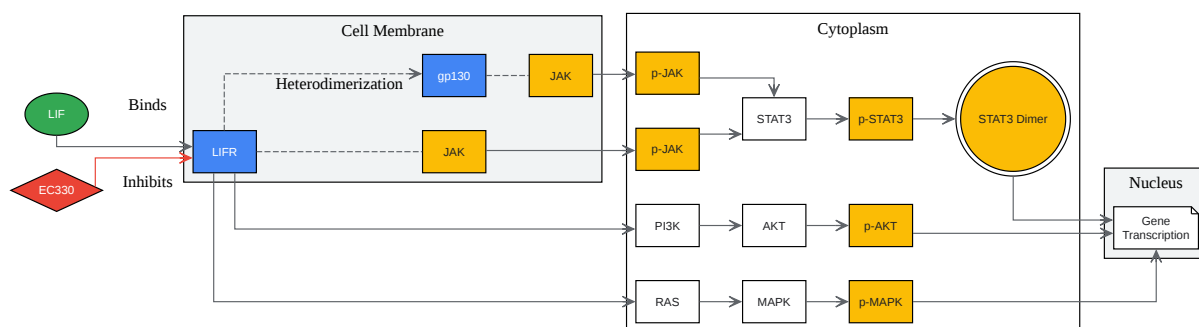 Cell Membrane
Cytoplasm
gp130
JAK
p-JAK
Heterodimerization
LIF
Binds
STAT3
p-STAT3
STAT3 Dimer
LIFR
JAK
p-JAK
EC330
Inhibits
Nucleus
PI3K
AKT
p-AKT
Gene
Transcription
RAS
MAPK
p-MAPK